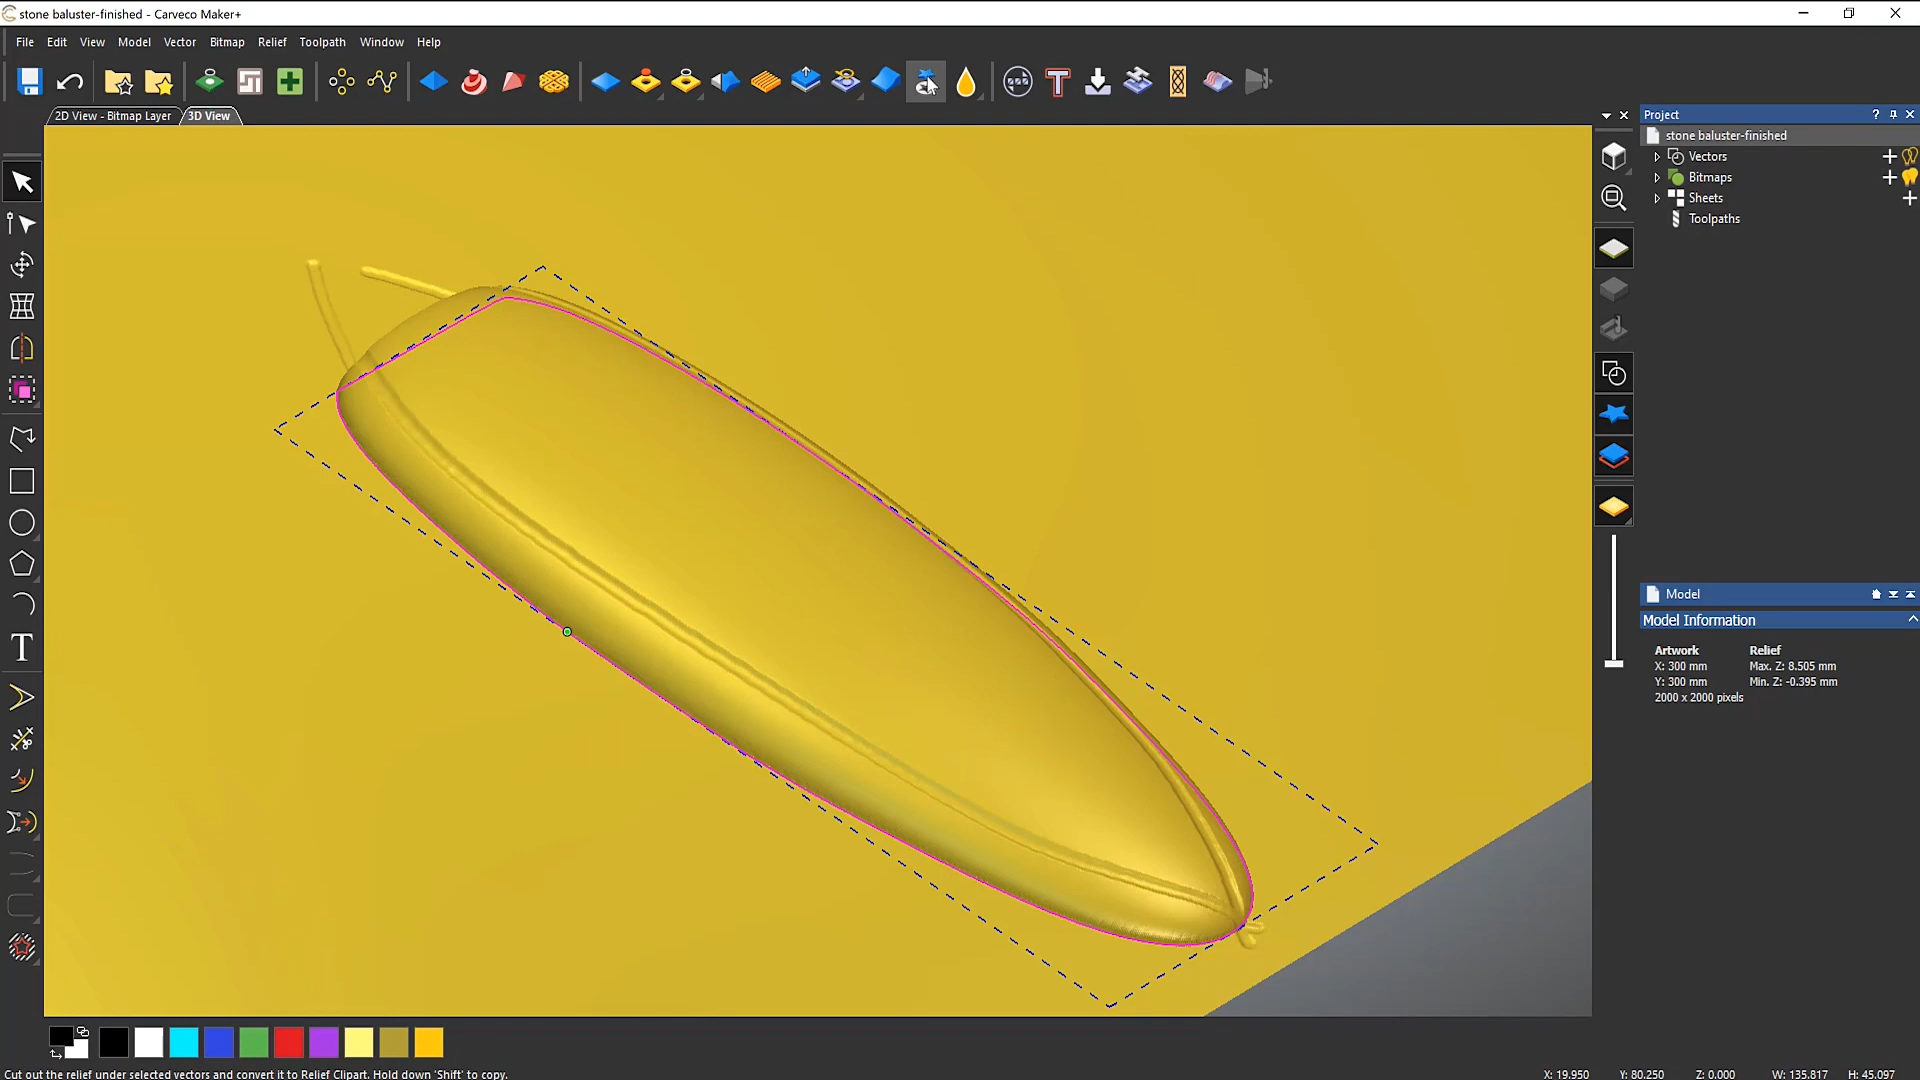 stone baluster-finished - Carveco Maker+
File Edit View Model Vector Bitmap Relief Toolpath Window Help
2D View - Bitmap Layer 3D View
Project
stone baluster-finished
Vectors
Bitmaps
Sheets
Toolpaths
Model
Model Information
Artwork Relief
X: 300 mm Max. Z: 8.505 mm
Y: 300 mm Min. Z: -0.395 mm
2000 x 2000 pixels
Cut out the relief under selected vectors and convert it to Relief Clipart. Hold down 'Shift' to copy. X: 19.950 Y: 80.250 Z: 0.000 W: 135.817 H: 45.097